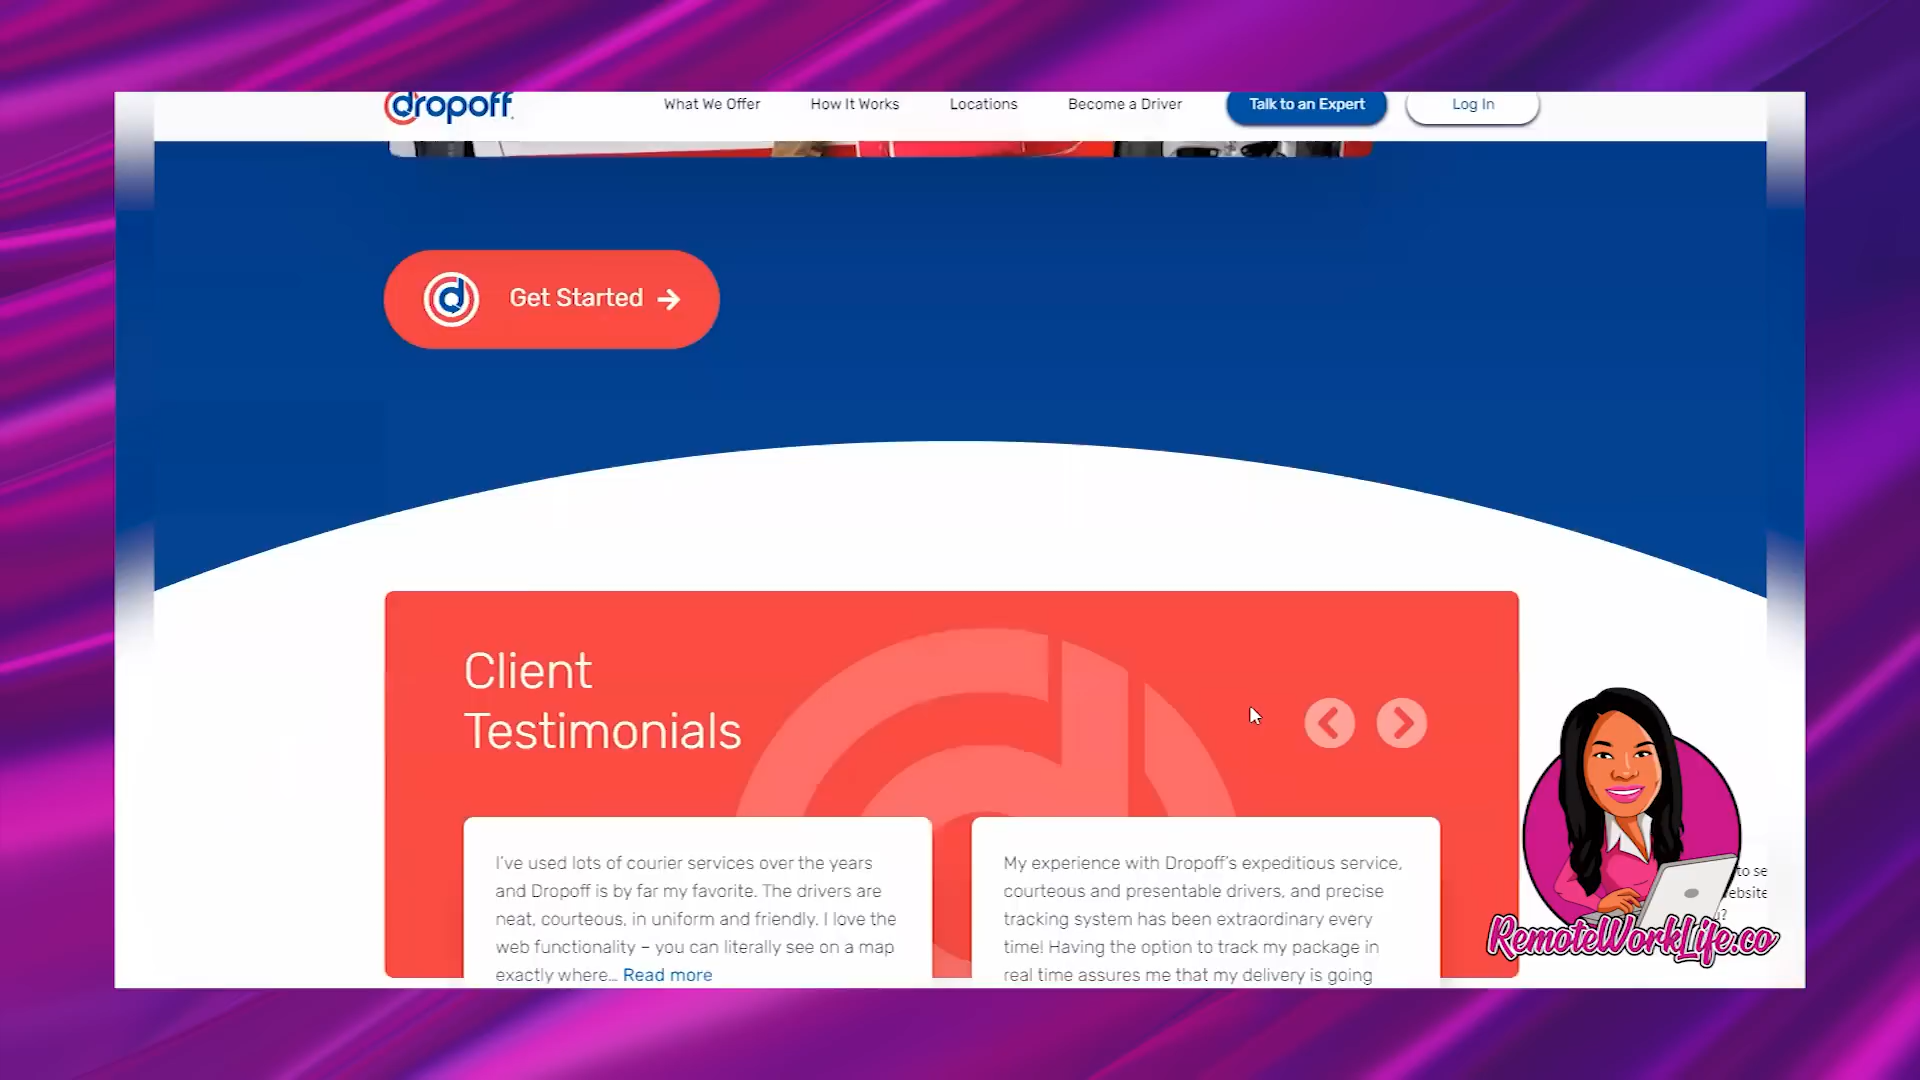 dropoff
What We Offer
How It Works
Locations
Become a Driver
Talk to an Expert
Log In
Get Started
Client
Testimonials
I've used lots of courier services over the years
and Dropoff is by far my favorite. The drivers are
neat, courteous, in uniform and friendly. I love the
web functionality – you can literally see on a map
exactly where... Read more
My experience with Dropoff's expeditious service,
courteous and presentable drivers, and precise
tracking system has been extraordinary every
time! Having the option to track my package in
real time assures me that my delivery is going
to se
ebsite
RemoteWorkLife.co